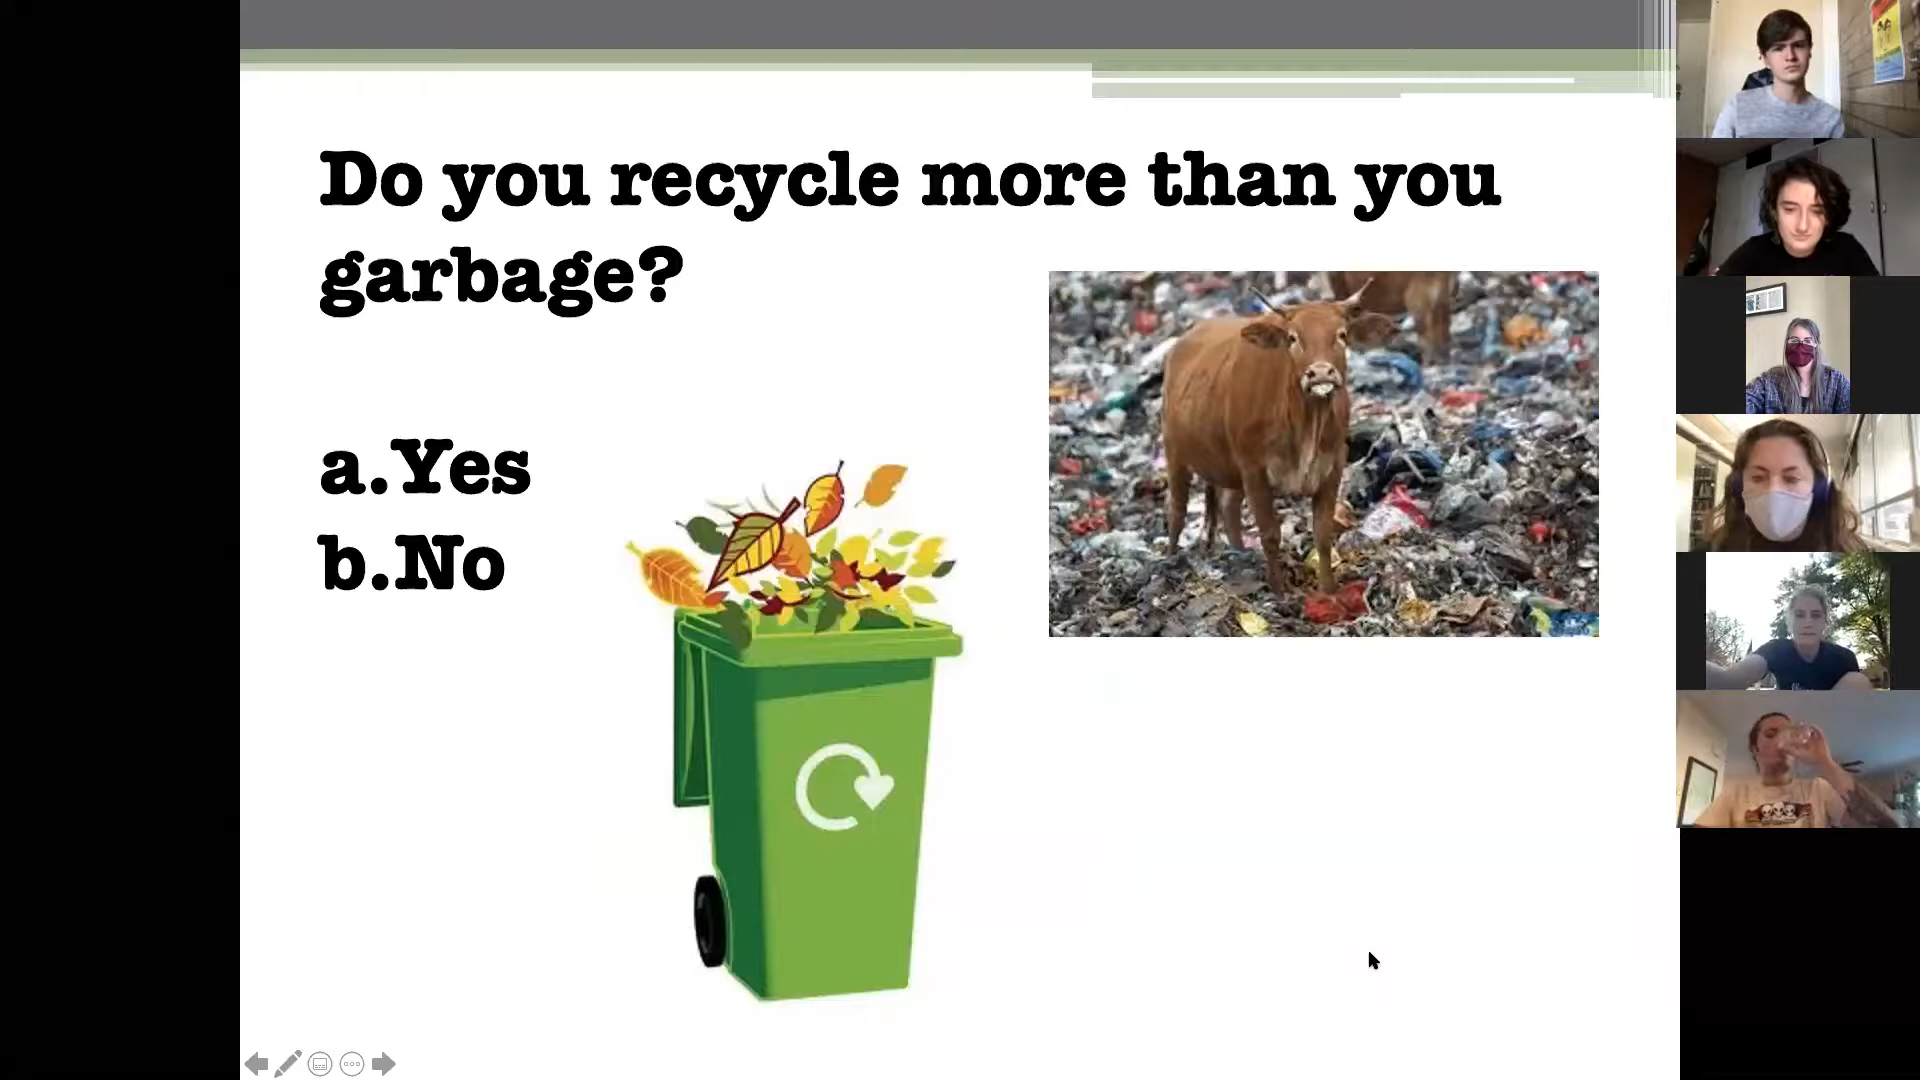 Do you recycle more than you
garbage?
a.Yes
b.No